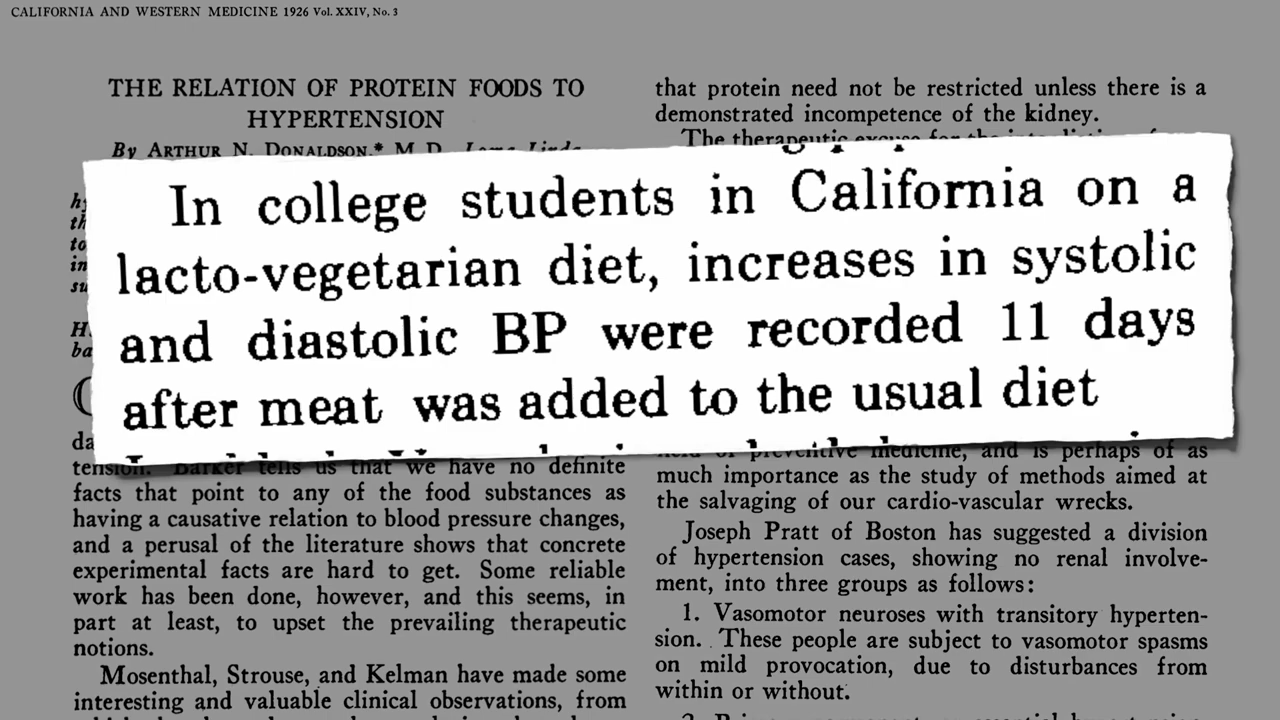 CALIFORNIA AND WESTERN MEDICINE 1926 Vol. XXIV, No. 3
THE RELATION OF PROTEIN FOODS TO
HYPERTENSION
By ARTHUR N. DONALDSON,* M. D., Loma Linda
In college students in California on a
lacto-vegetarian diet, increases in systolic
and diastolic BP were recorded 11 days
after meat was added to the usual diet
tension. Barker tells us that we have no definite
facts that point to any of the food substances as
having a causative relation to blood pressure changes,
and a perusal of the literature shows that concrete
experimental facts are hard to get. Some reliable
work has been done, however, and this seems, in
part at least, to upset the prevailing therapeutic
notions.
Mosenthal, Strouse, and Kelman have made some
interesting and valuable clinical observations, from
that protein need not be restricted unless there is a
demonstrated incompetence of the kidney.
The therapeutic excuse for the
field of preventive medicine, and is perhaps of as
much importance as the study of methods aimed at
the salvaging of our cardio-vascular wrecks.
Joseph Pratt of Boston has suggested a division
of hypertension cases, showing no renal involve-
ment, into three groups as follows:
1. Vasomotor neuroses with transitory hyperten-
sion. These people are subject to vasomotor spasms
on mild provocation, due to disturbances from
within or without.